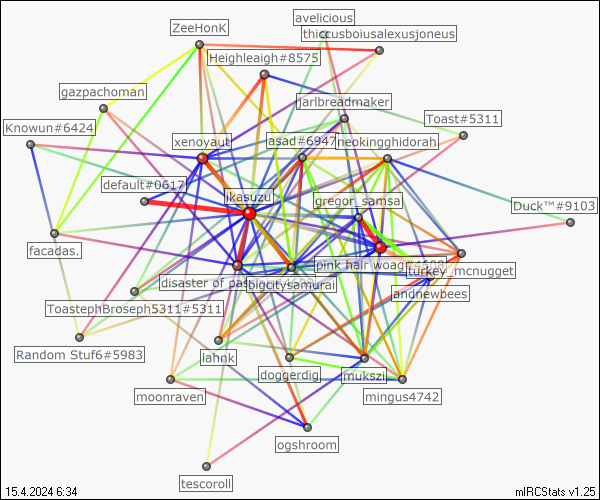 avelicious
ZeeHonK
thiccusboiusalexusjoneus
Heighleaigh#8575
gazpachoman
jarlbreadmaker
Toast#5311
Knowun#6424
xenoyaut
asad#6947
neokingghidorah
default#0617
ikasuzu
gregor_samsa
Duck™#9103
facadas.
disaster of
pink hair woag
turkey_mcnugget
bigcitysamurai
andnewbees
ToastephBroseph5311#5311
Random Stuf6#5983
lahnk
doggerdig
mukszi
moonraven
mingus4742
ogshroom
tescoroll
15.4.2024 6:34
mIRCStats v1.25